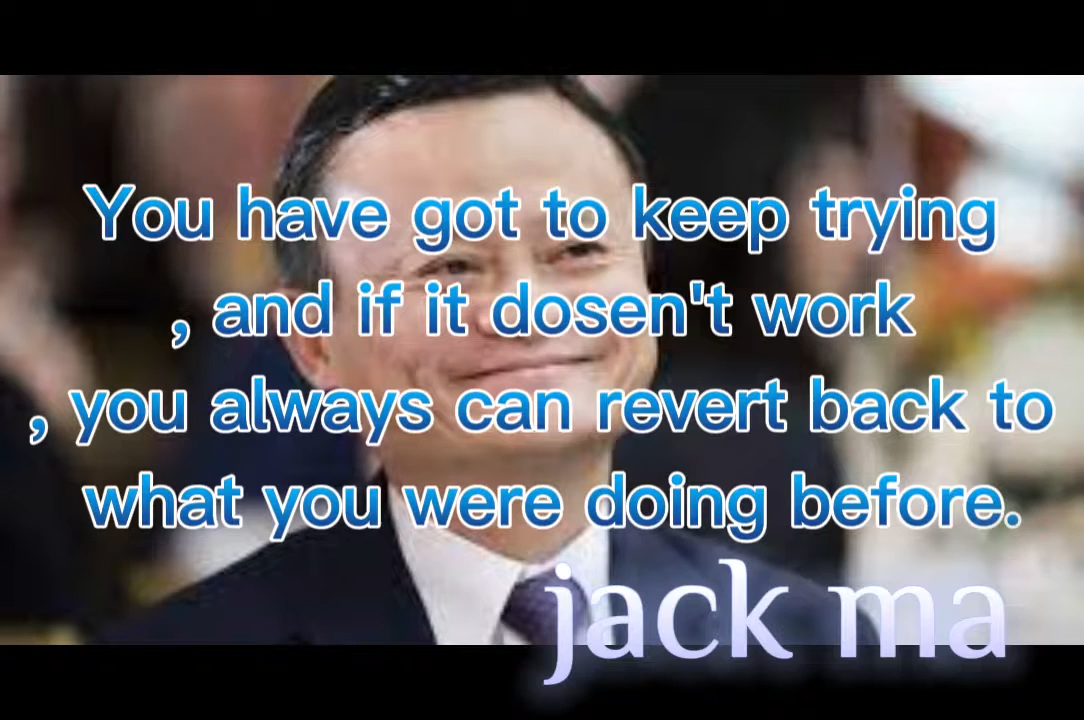 You have got to keep trying
, and if it dosen't work
, you always can revert back to
what you were doing before.
jack ma